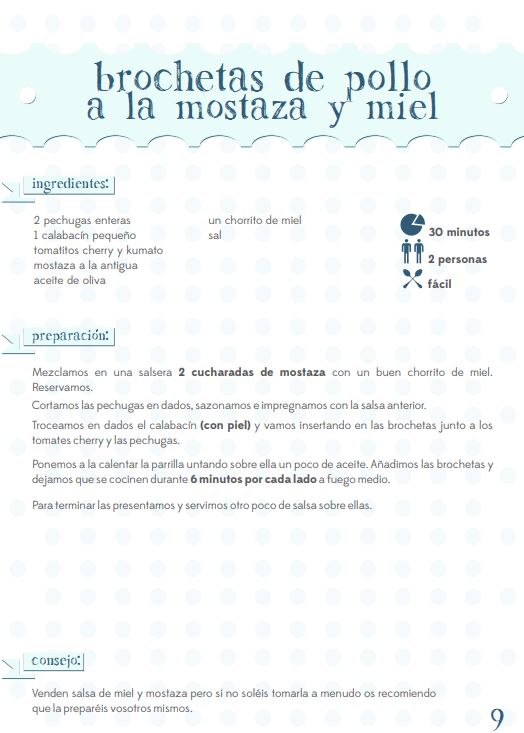 brochetas de pollo
a la mostaza y miel
ingredientes:
2 pechugas enteras
1 calabacín pequeño
tomatitos cherry y kumato
mostaza a la antigua
aceite de oliva
un chorrito de miel
sal
30 minutos
2 personas
fácil
preparación:
Mezclamos en una salsera 2 cucharadas de mostaza con un buen chorrito de miel.
Reservamos.
Cortamos las pechugas en dados, sazonamos e impregnamos con la salsa anterior.
Troceamos en dados el calabacín (con piel) y vamos insertando en las brochetas junto a los
tomates cherry y las pechugas.
Ponemos a calentar la parrilla untando sobre ella un poco de aceite. Añadimos las brochetas y
dejamos que se cocinen durante 6 minutos por cada lado a fuego medio.
Para terminar las presentamos y servimos otro poco de salsa sobre ellas.
consejo:
Venden salsa de miel y mostaza pero si no soléis tomarla a menudo os recomiendo
que la preparéis vosotros mismos.
9